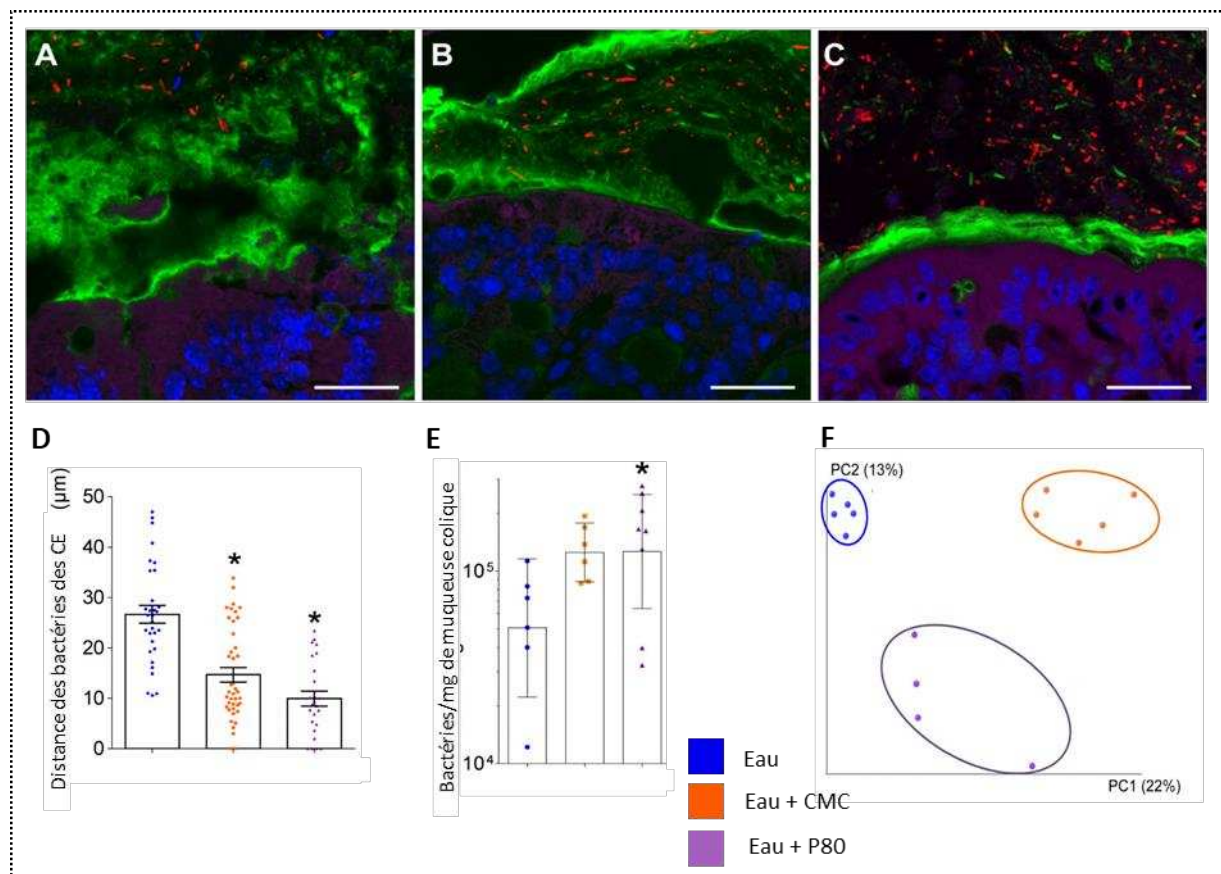 A
B
C
D
Distance des bactéries des CE (µm)
50
40
30
20
10
0
*
*
E
Bactéries/mg de muqueuse colique
10⁵
10⁴
*
F
PC2 (13%)
PC1 (22%)
Eau
Eau + CMC
Eau + P80